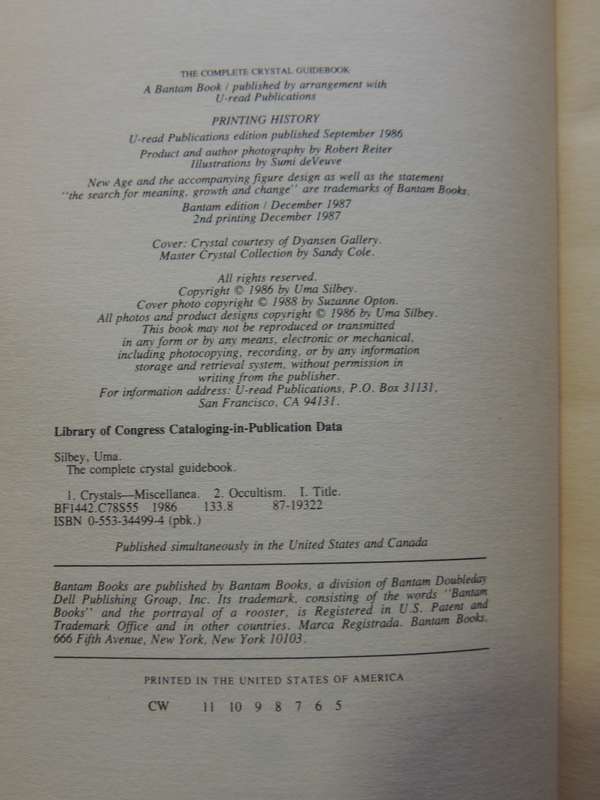 THE COMPLETE CRYSTAL GUIDEBOOK
A Bantam Book / published by arrangement with
U-read Publications
PRINTING HISTORY
U-read Publications edition published September 1986
Product and author photography by Robert Reiter
Illustrations by Sumi deVeuve
New Age and the accompanying figure design as well as the statement
"the search for meaning, growth and change" are trademarks of Bantam Books.
Bantam edition / December 1987
2nd printing December 1987
Cover: Crystal courtesy of Dyansen Gallery.
Master Crystal Collection by Sandy Cole.
All rights reserved.
Copyright © 1986 by Uma Silbey.
Cover photo copyright © 1988 by Suzanne Opton.
All photos and product designs copyright © 1986 by Uma Silbey.
This book may not be reproduced or transmitted
in any form or by any means, electronic or mechanical,
including photocopying, recording, or by any information
storage and retrieval system, without permission in
writing from the publisher.
For information address: U-read Publications, P.O. Box 31131,
San Francisco, CA 94131.
Library of Congress Cataloging-in-Publication Data
Silbey, Uma.
The complete crystal guidebook.
1. Crystals—Miscellanea. 2. Occultism. I. Title.
BF1442.C78S55 1986 133.8 87-19322
ISBN 0-553-34499-4 (pbk.)
Published simultaneously in the United States and Canada
Bantam Books are published by Bantam Books, a division of Bantam Doubleday
Dell Publishing Group, Inc. Its trademark, consisting of the words "Bantam
Books" and the portrayal of a rooster, is Registered in U.S. Patent and
Trademark Office and in other countries. Marca Registrada. Bantam Books,
666 Fifth Avenue, New York, New York 10103.
PRINTED IN THE UNITED STATES OF AMERICA
CW 11 10 9 8 7 6 5